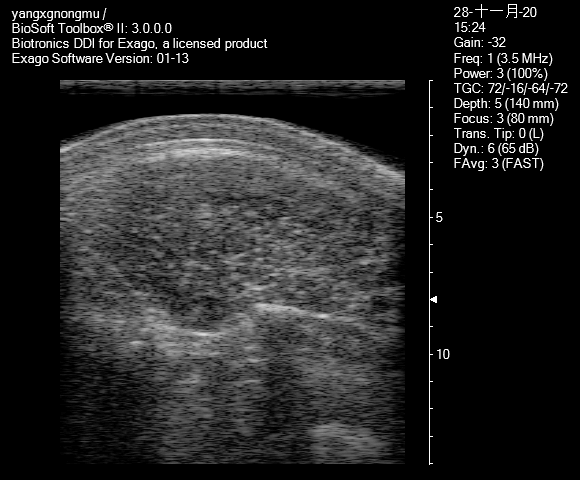 yangxgnongmu /
BioSoft Toolbox® II: 3.0.0.0
Biotronics DDI for Exago, a licensed product
Exago Software Version: 01-13
28-十一月-20
15:24
Gain: -32
Freq: 1 (3.5 MHz)
Power: 3 (100%)
TGC: 72/-16/-64/-72
Depth: 5 (140 mm)
Focus: 3 (80 mm)
Trans. Tip: 0 (L)
Dyn.: 6 (65 dB)
FAvg: 3 (FAST)
5
10